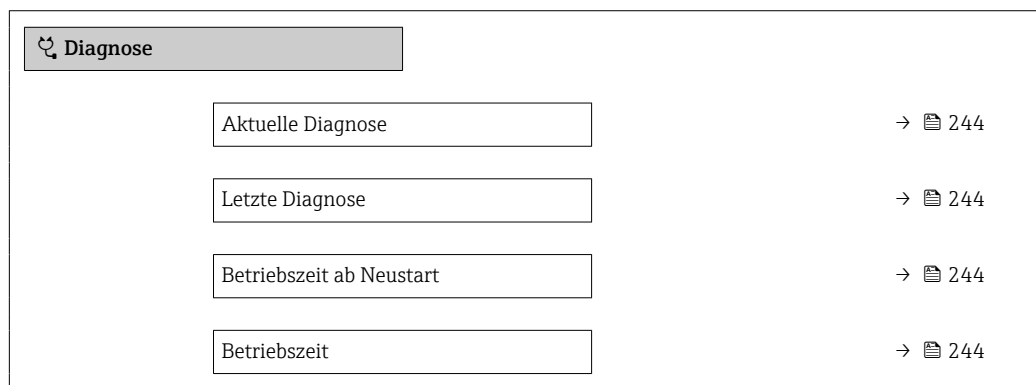 Diagnose
Aktuelle Diagnose → 244
Letzte Diagnose → 244
Betriebszeit ab Neustart → 244
Betriebszeit → 244